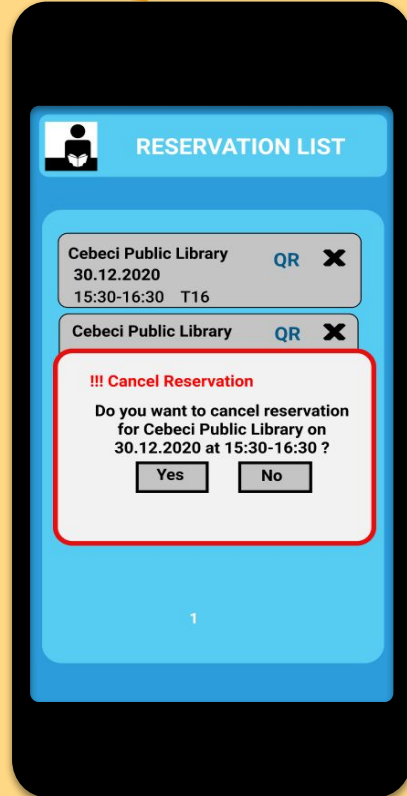 RESERVATION LIST
Cebeci Public Library
QR X
30.12.2020
15:30-16:30 T16
Cebeci Public Library
QR X
!!! Cancel Reservation
Do you want to cancel reservation
for Cebeci Public Library on
30.12.2020 at 15:30-16:30 ?
Yes No
1